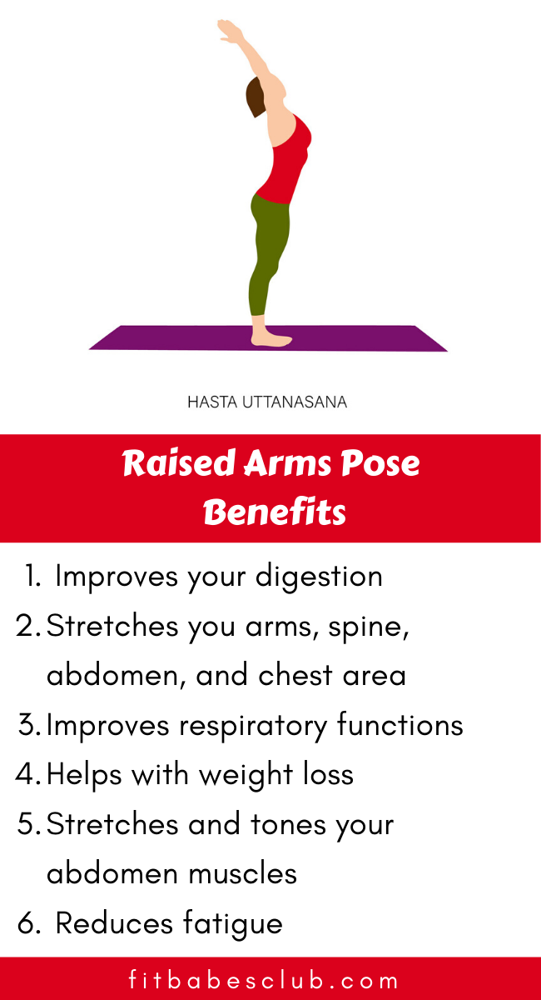 HASTA UTTANASANA
Raised Arms Pose
Benefits
1. Improves your digestion
2. Stretches you arms, spine,
abdomen, and chest area
3. Improves respiratory functions
4. Helps with weight loss
5. Stretches and tones your
abdomen muscles
6. Reduces fatigue
fitbabesclub.com